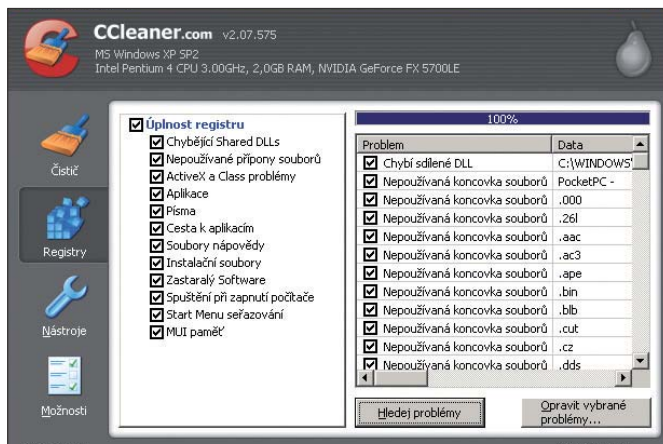 CCleaner.com v2.07.575
MS Windows XP SP2
Intel Pentium 4 CPU 3.00GHz, 2,0GB RAM, NVIDIA GeForce FX 5700LE
Čistič
Registry
Nástroje
Možnosti
Úplnost registru
Chybějící Shared DLLs
Nepoužívané přípony souborů
ActiveX a Class problémy
Aplikace
Písma
Cesta k aplikacím
Soubory nápovědy
Instalační soubory
Zastaralý Software
Spuštění při zapnutí počítače
Start Menu seřazování
MUI paměť
100%
Problem Data
Chybí sdílené DLL C:\WINDOWS\
Nepoužívaná koncovka souborů PocketPC -
Nepoužívaná koncovka souborů .000
Nepoužívaná koncovka souborů .26l
Nepoužívaná koncovka souborů .aac
Nepoužívaná koncovka souborů .ac3
Nepoužívaná koncovka souborů .ape
Nepoužívaná koncovka souborů .bin
Nepoužívaná koncovka souborů .blb
Nepoužívaná koncovka souborů .cut
Nepoužívaná koncovka souborů .cz
Nepoužívaná koncovka souborů .dds
Hledej problémy
Opravit vybrané
problémy...